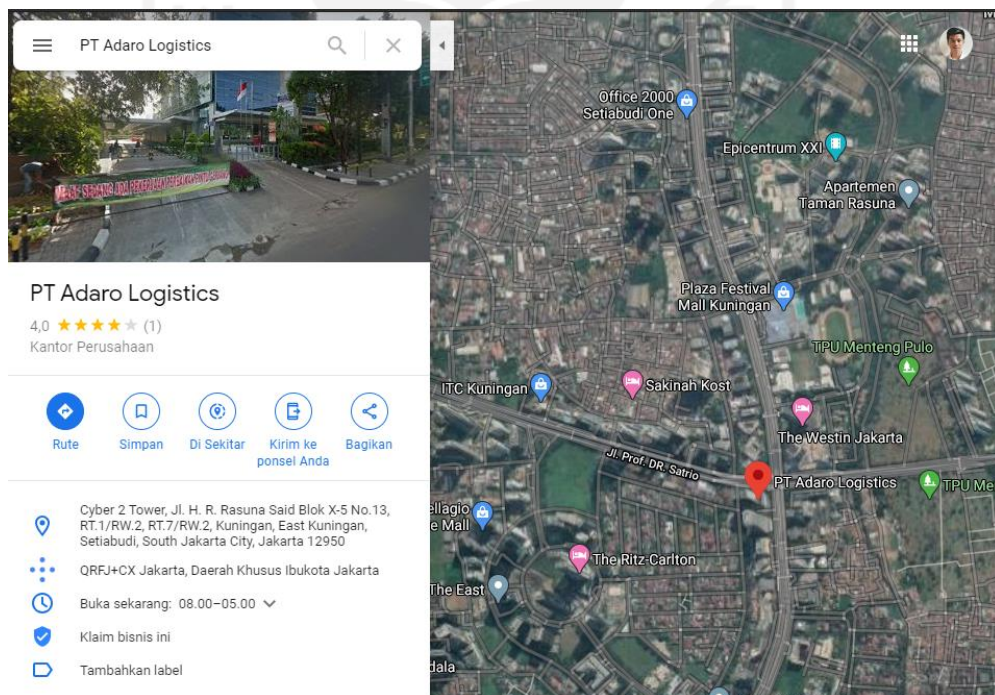 PT Adaro Logistics
PT Adaro Logistics
4,0
(1)
Kantor Perusahaan
Rute
Simpan
Di Sekitar
Kirim ke
ponsel Anda
Bagikan
Cyber 2 Tower, Jl. H. R. Rasuna Said Blok X-5 No.13,
RT.1/RW.2, RT.7/RW.2, Kuningan, East Kuningan,
Setiabudi, South Jakarta City, Jakarta 12950
QRFJ+CX Jakarta, Daerah Khusus Ibukota Jakarta
Buka sekarang: 08.00–05.00
Klaim bisnis ini
Tambahkan label
Office 2000
Setiabudi One
Epicentrum XXI
Apartemen
Taman Rasuna
Plaza Festival
Mall Kuningan
TPU Menteng Pulo
ITC Kuningan
Sakinah Kost
The Westin Jakarta
Jl. Prof. DR. Satrio
PT Adaro Logistics
TPU Me
ellagio
e Mall
The Ritz-Carlton
The East
dala